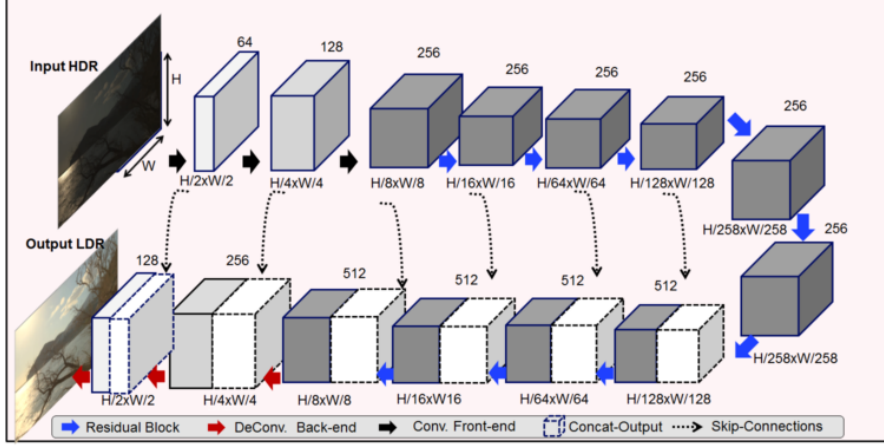 Input HDR
H
W
64
128
256
256
256
256
256
H/2xW/2
H/4xW/4
H/8xW/8
H/16xW/16
H/64xW/64
H/128xW/128
H/258xW/258
256
H/258xW/258
Output LDR
128
256
512
512
512
512
H/2xW/2
H/4xW/4
H/8xW/8
H/16xW16
H/64xW/64
H/128xW/128
Residual Block
DeConv. Back-end
Conv. Front-end
Concat-Output
Skip-Connections